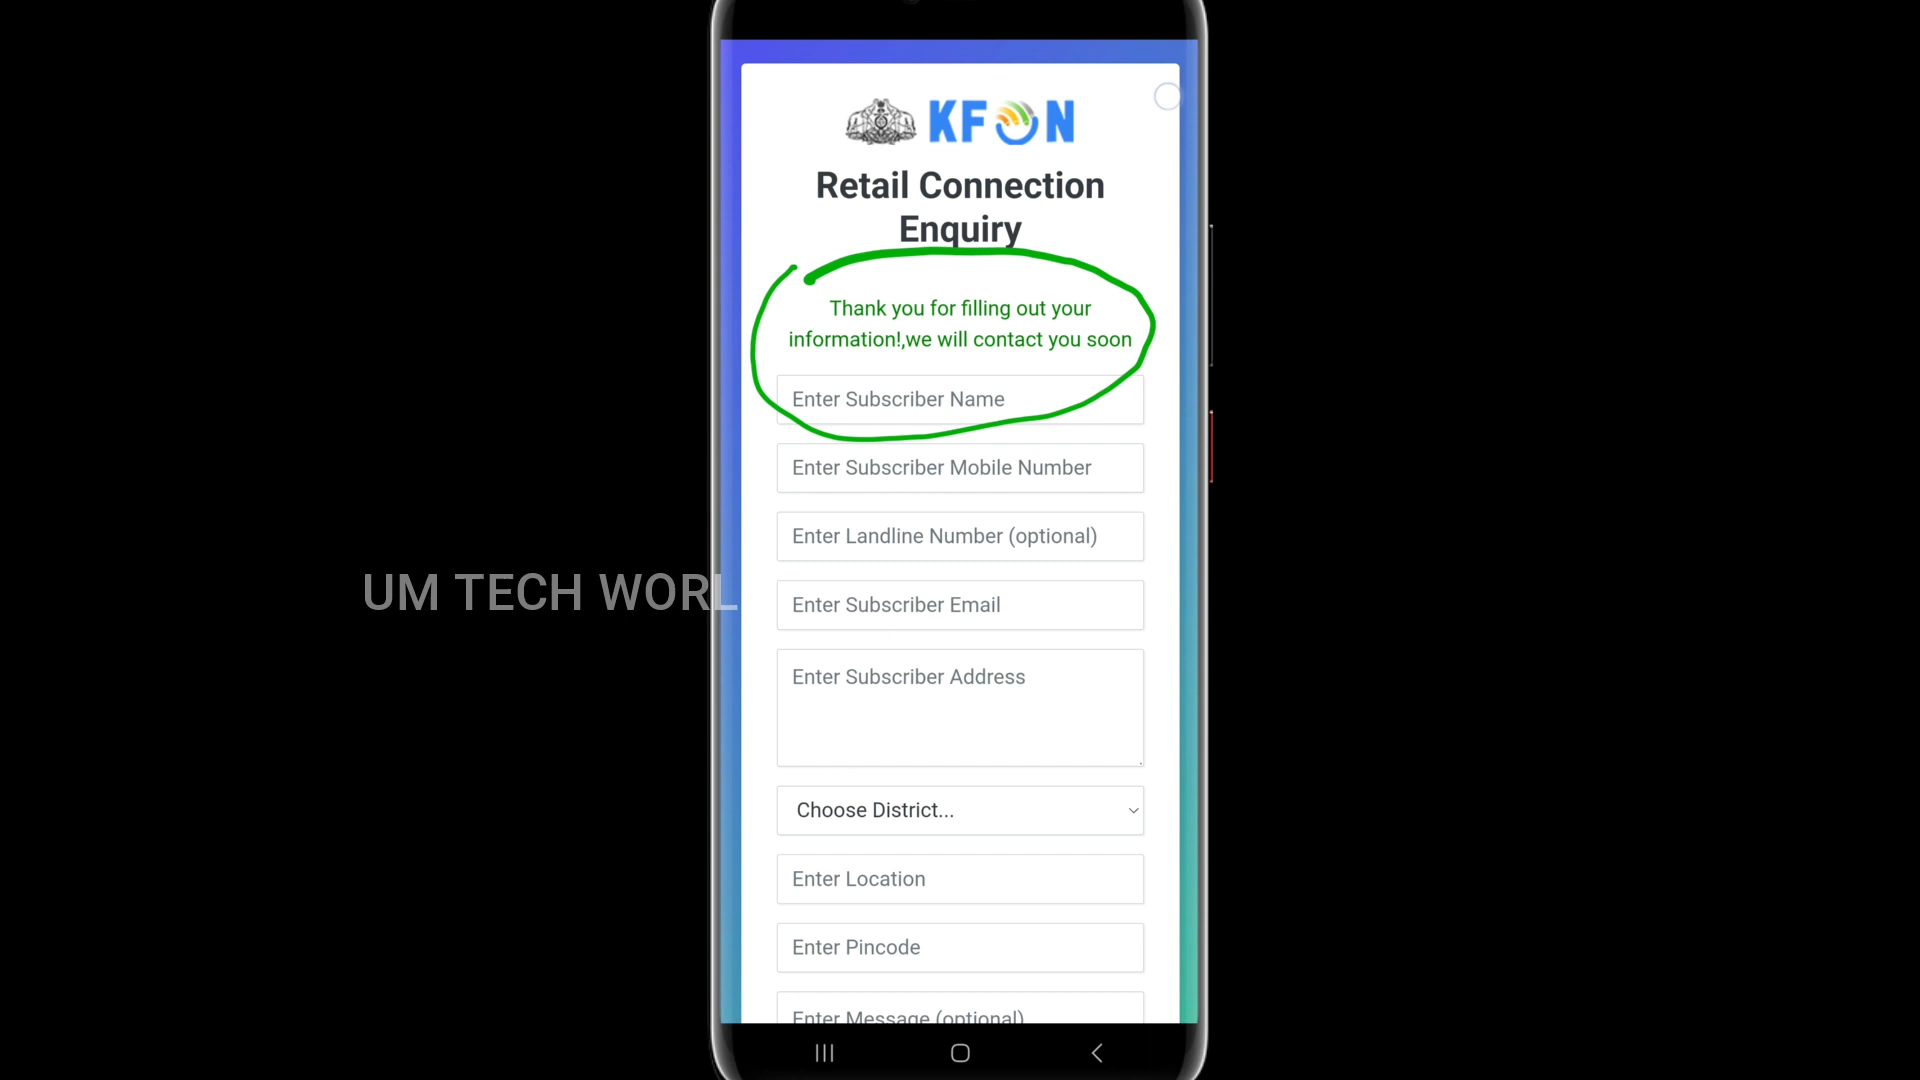 KFON
Retail Connection
Enquiry
Thank you for filling out your
information!,we will contact you soon
Enter Subscriber Name
Enter Subscriber Mobile Number
Enter Landline Number (optional)
Enter Subscriber Email
UM TECH WORL
Enter Subscriber Address
Choose District...
Enter Location
Enter Pincode
Enter Message (optional)